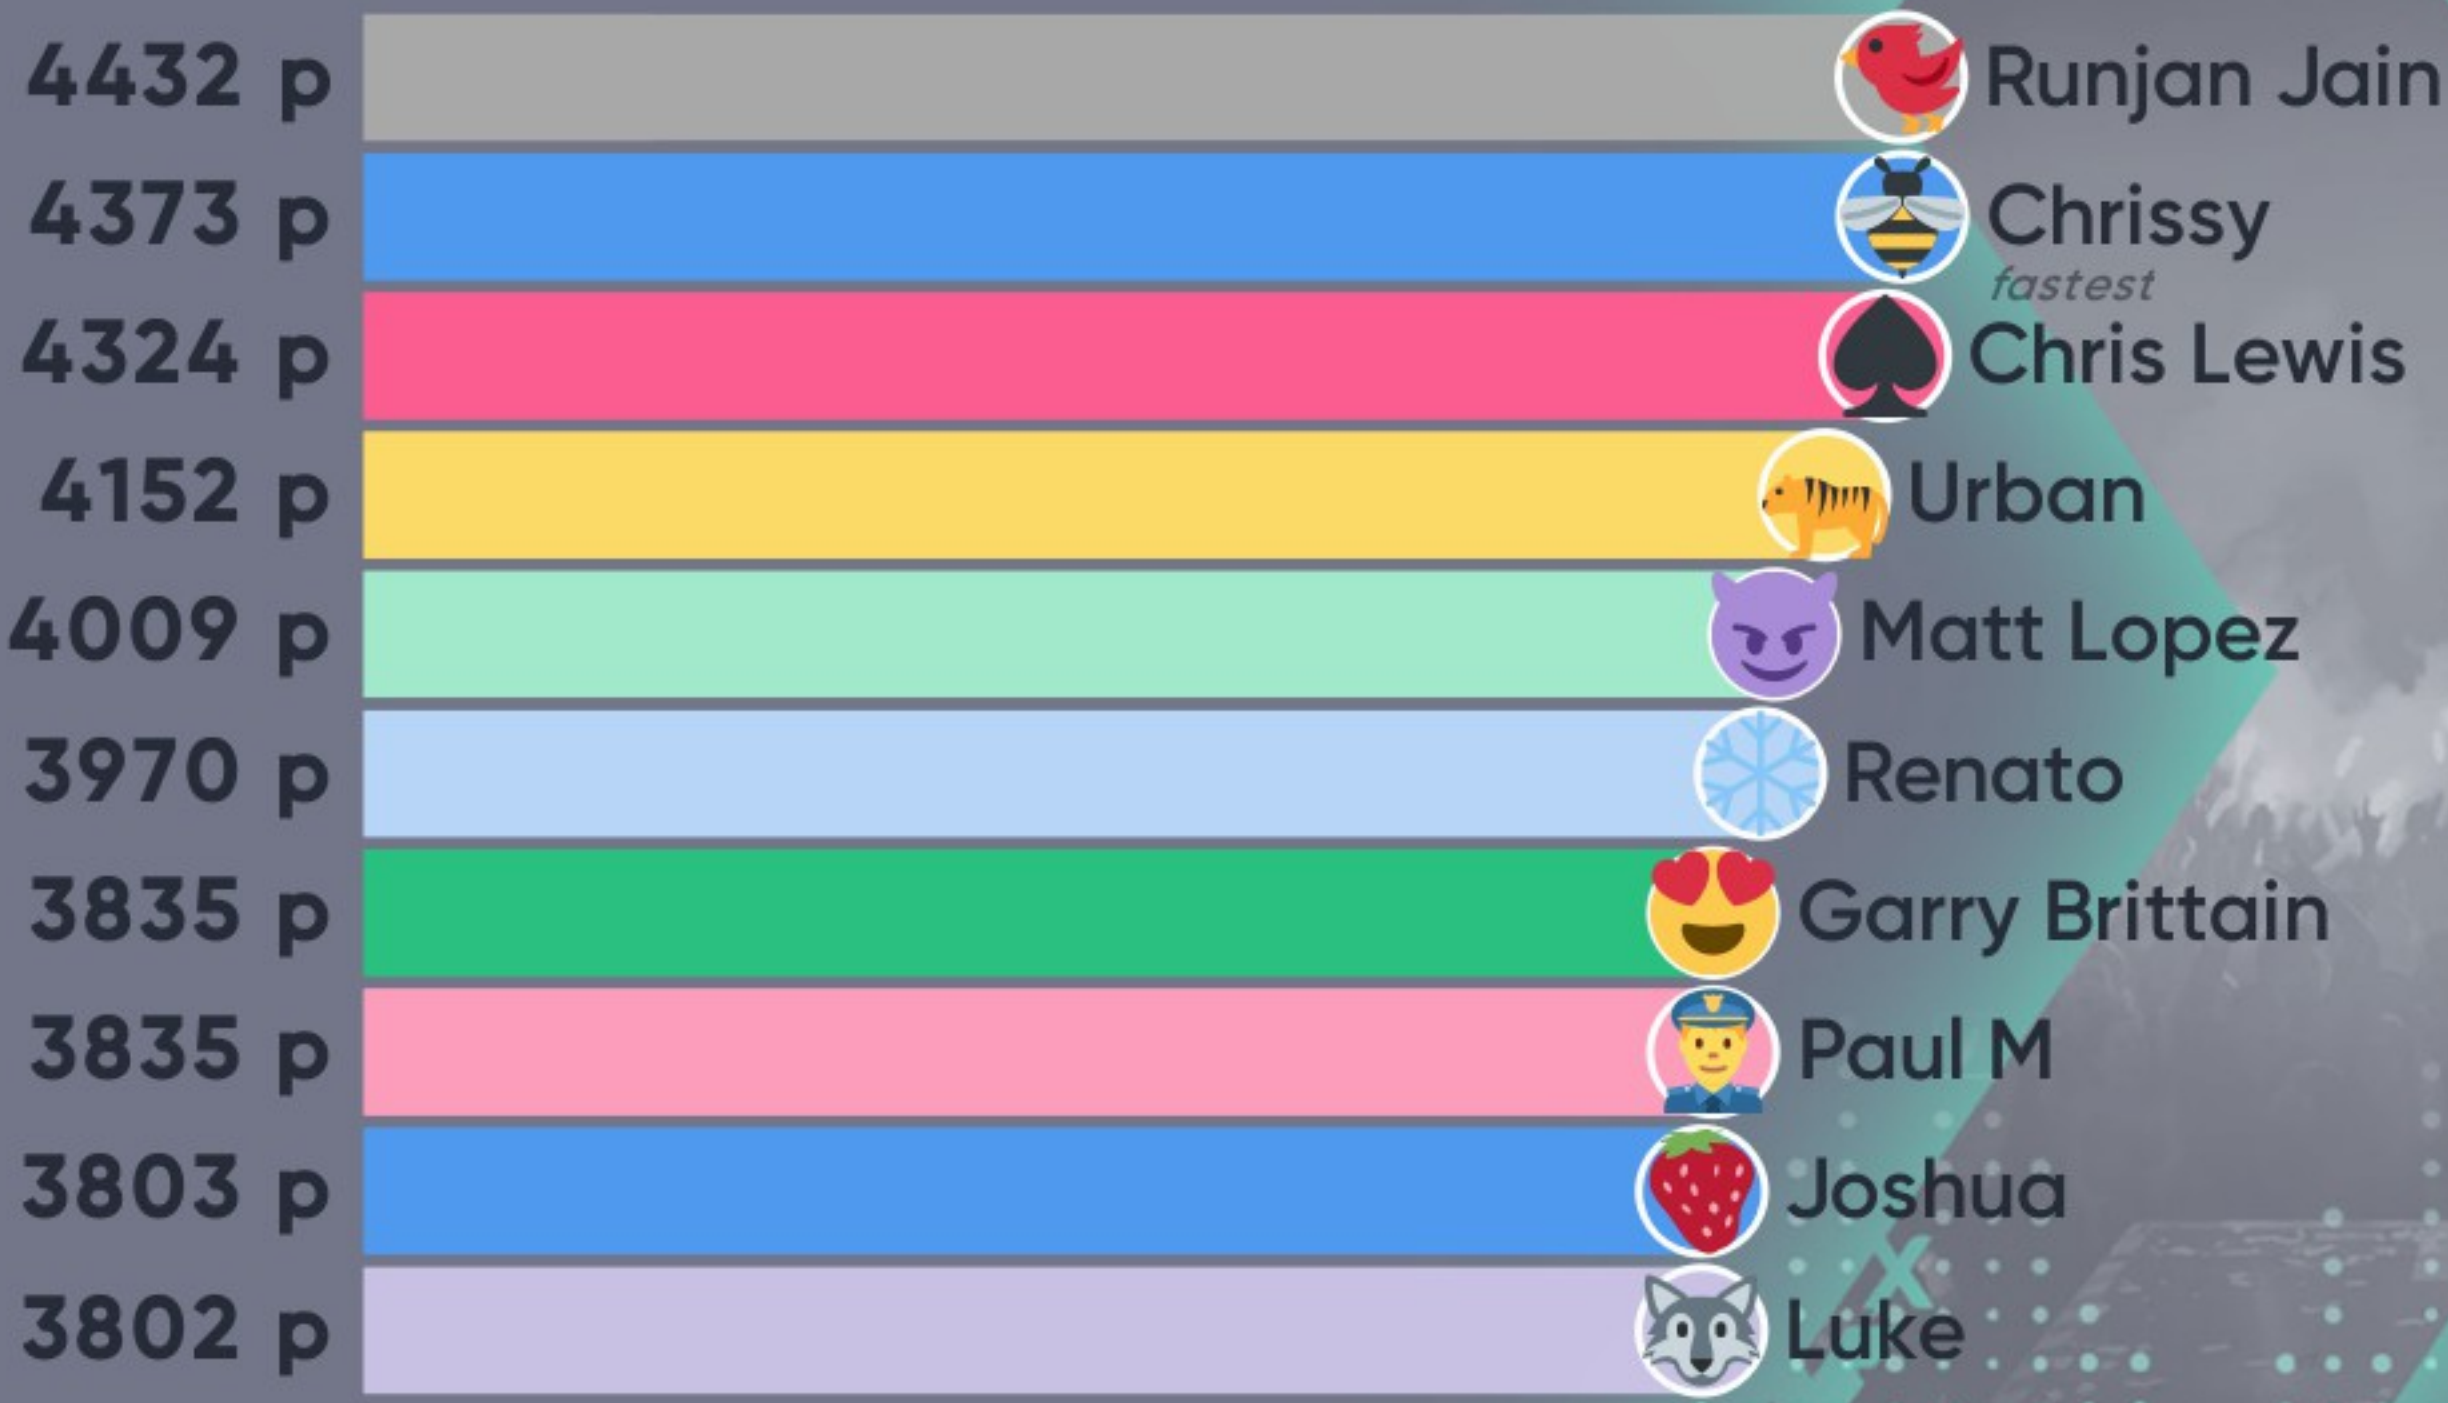 4432 p Runjan Jain
4373 p Chrissy
fastest
4324 p Chris Lewis
4152 p Urban
4009 p Matt Lopez
3970 p Renato
3835 p Garry Brittain
3835 p Paul M
3803 p Joshua
3802 p Luke